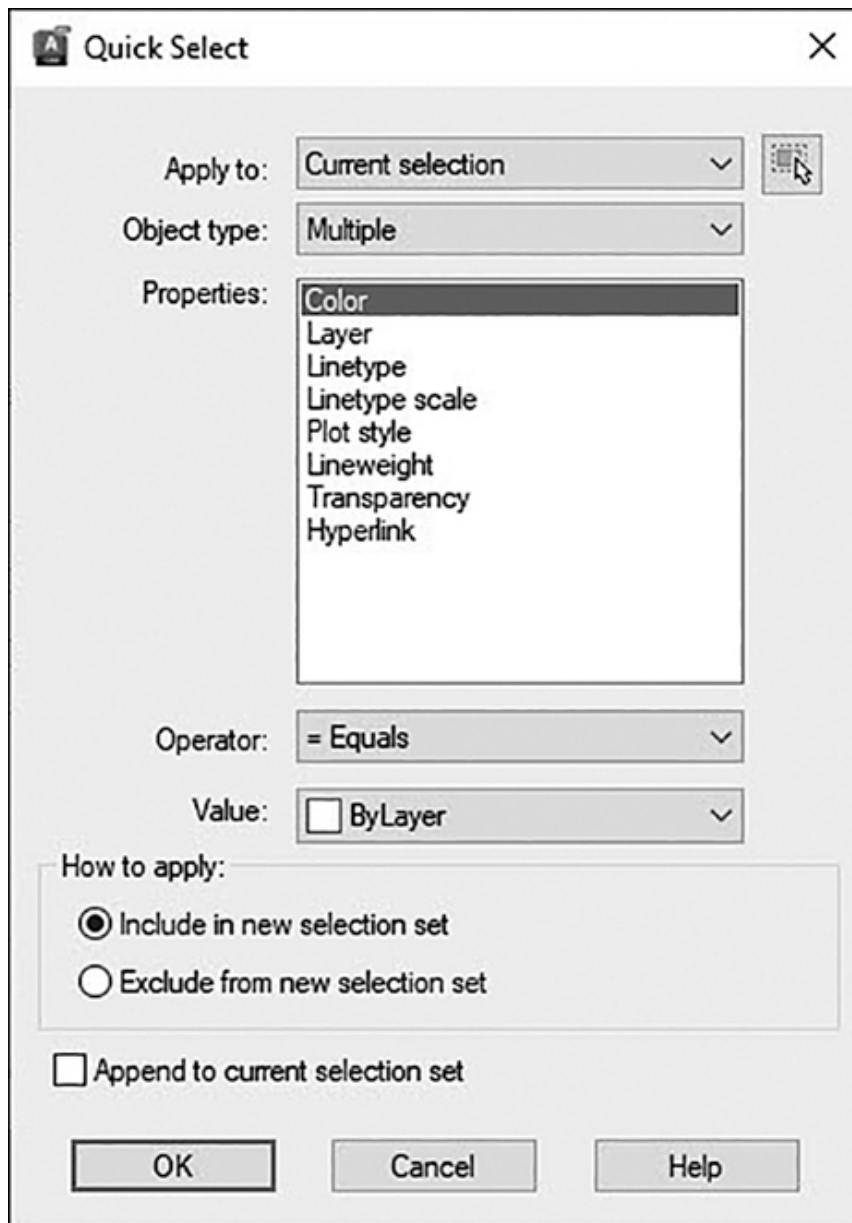 Quick Select
Apply to: Current selection
Object type: Multiple
Properties: Color
Layer
Linetype
Linetype scale
Plot style
Lineweight
Transparency
Hyperlink
Operator: = Equals
Value: ByLayer
How to apply:
Include in new selection set
Exclude from new selection set
Append to current selection set
OK Cancel Help